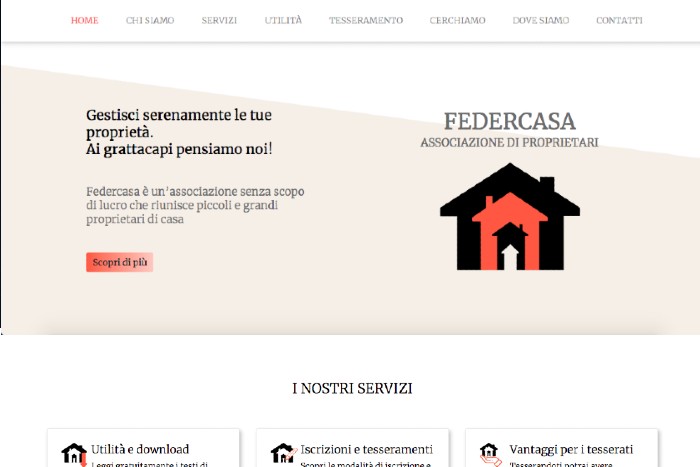 HOME CHI SIAMO SERVIZI UTILITÀ TESSERAMENTO CERCHIAMO DOVE SIAMO CONTATTI
Gestisci serenamente le tue
proprietà.
Ai grattacapi pensiamo noi!
Federcasa è un'associazione senza scopo
di lucro che riunisce piccoli e grandi
proprietari di casa
Scopri di più
FEDERCASA
ASSOCIAZIONE DI PROPRIETARI
I NOSTRI SERVIZI
Utilità e download
Leggi gratuitamente i testi di
Iscrizioni e tesseramenti
Scopri le modalità di iscrizione e
Vantaggi per i tesserati
Tesserandoti potrai avere